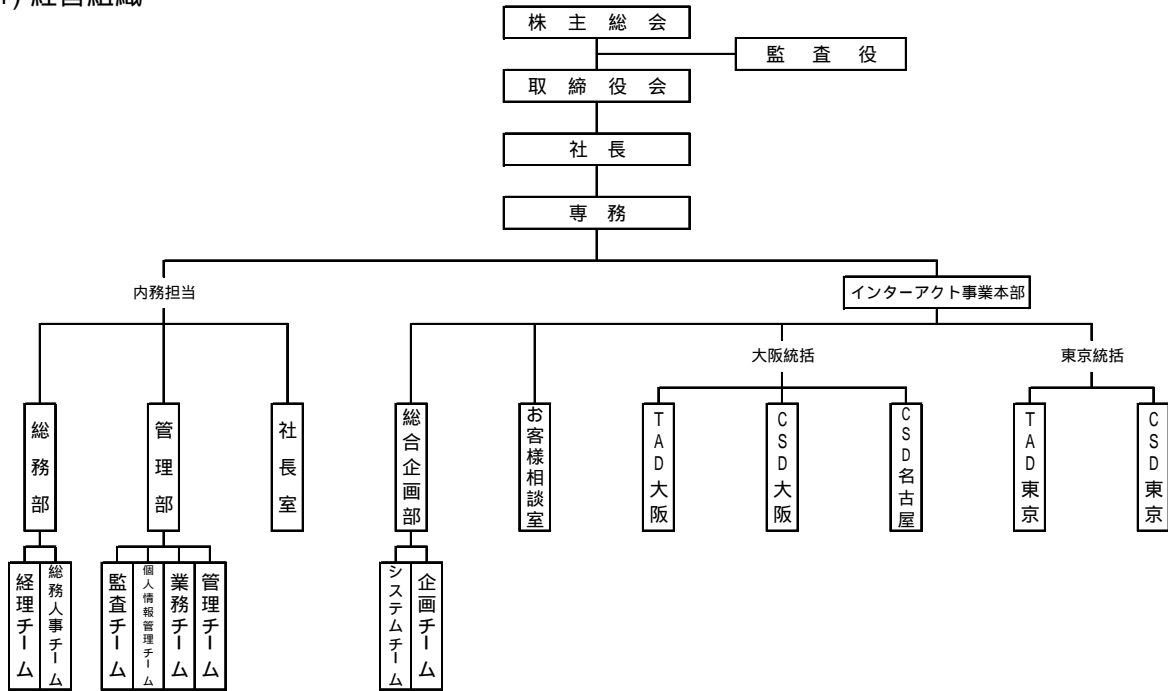 経営組織
株主総会
監査役
取締役会
社長
専務
内務担当
インターアクト事業本部
大阪統括
東京統括
総務部
管理部
社長室
総合企画部
お客様相談室
TAD大阪
CSD大阪
CSD名古屋
TAD東京
CSD東京
経理チーム
総務人事チーム
監査チーム
個人情報管理チーム
業務チーム
管理チーム
システムチーム
企画チーム